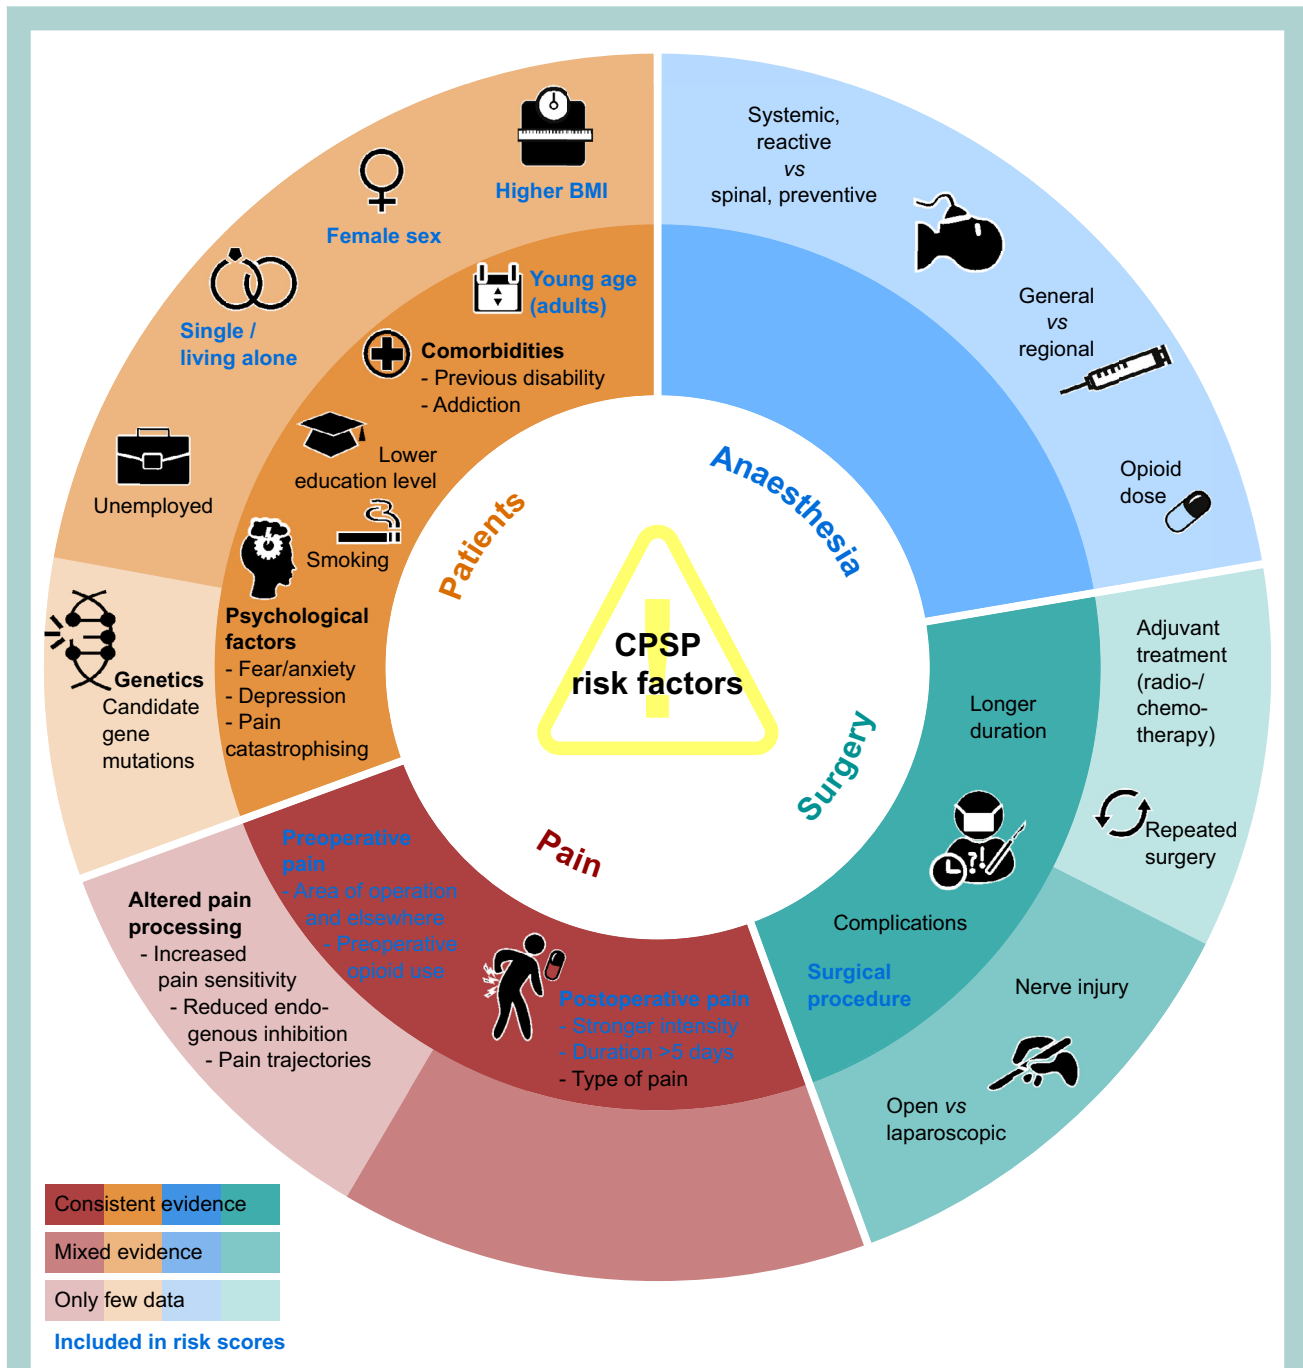 Higher BMI
Female sex
Single /
living alone
Unemployed
Young age
(adults)
Comorbidities
- Previous disability
- Addiction
Lower
education level
Smoking
Psychological
factors
- Fear/anxiety
- Depression
- Pain
catastrophising
Genetics
Candidate
gene
mutations
Patients
Systemic,
reactive
vs
spinal, preventive
General
vs
regional
Opioid
dose
Anaesthesia
CPSP
risk factors
!
Surgery
Longer
duration
?!
Complications
Surgical
procedure
Adjuvant
treatment
(radio-/
chemo-
therapy)
Repeated
surgery
Nerve injury
Open vs
laparoscopic
Pain
Preoperative
pain
- Area of operation
and elsewhere
- Preoperative
opioid use
Postoperative pain
- Stronger intensity
- Duration >5 days
- Type of pain
Altered pain
processing
- Increased
pain sensitivity
- Reduced endo-
genous inhibition
- Pain trajectories
Consistent evidence
Mixed evidence
Only few data
Included in risk scores